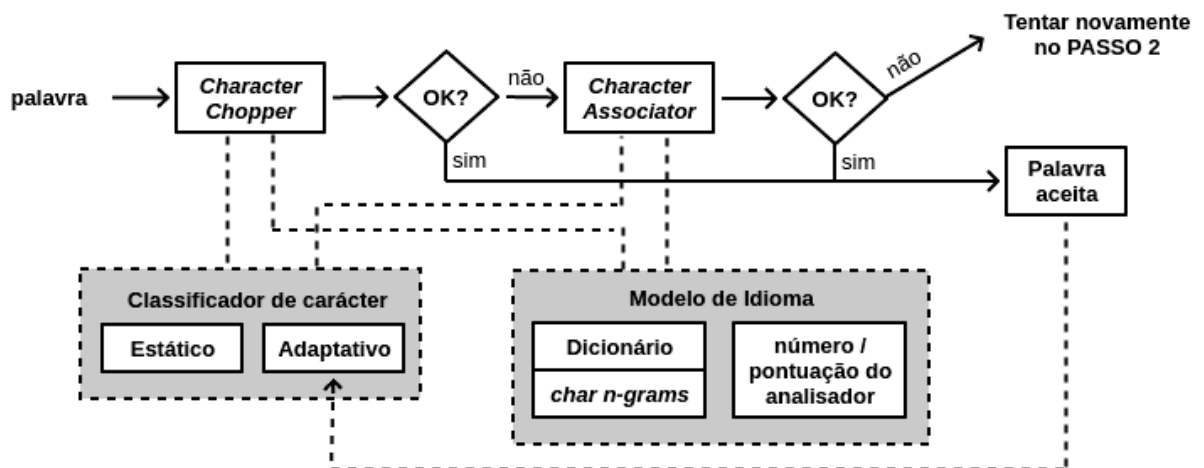 Tentar novamente
no PASSO 2
palavra
Character
Chopper
OK?
não
Character
Associator
OK?
não
sim
sim
Palavra
aceita
Classificador de carácter
Estático
Adaptativo
Modelo de Idioma
Dicionário
char n-grams
número /
pontuação do
analisador